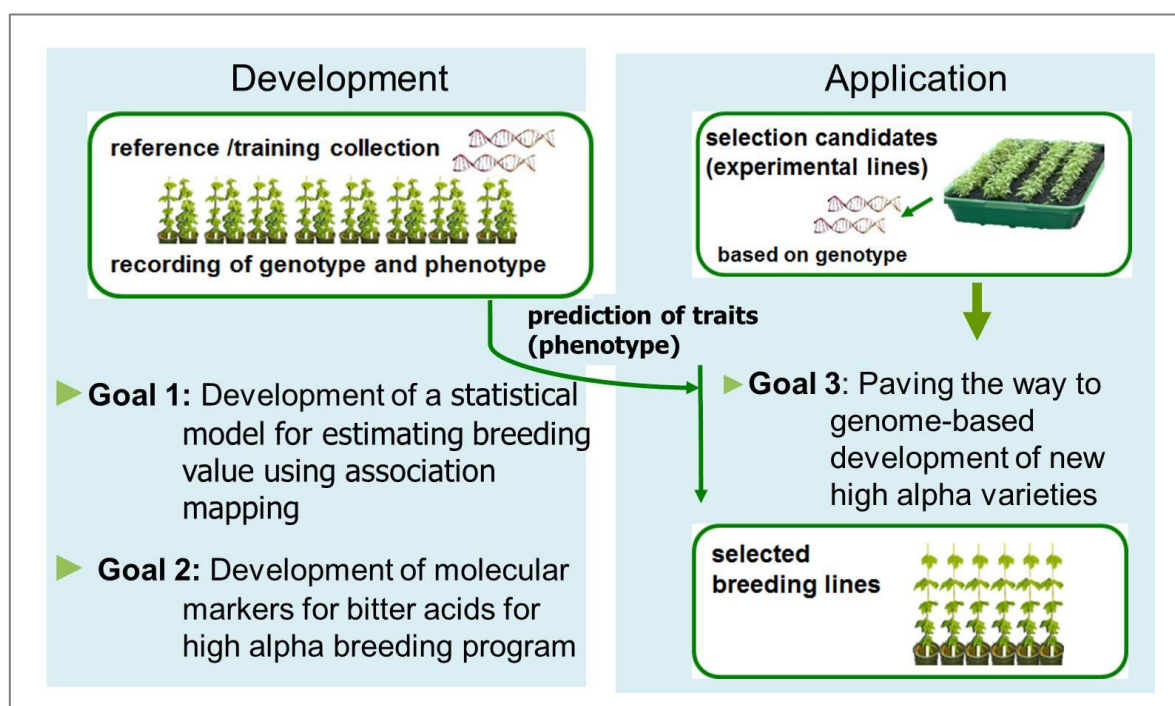 Development
reference /training collection
recording of genotype and phenotype
prediction of traits
(phenotype)
Goal 1: Development of a statistical
model for estimating breeding
value using association
mapping
Goal 2: Development of molecular
markers for bitter acids for
high alpha breeding program
Application
selection candidates
(experimental lines)
based on genotype
Goal 3: Paving the way to
genome-based
development of new
high alpha varieties
selected
breeding lines